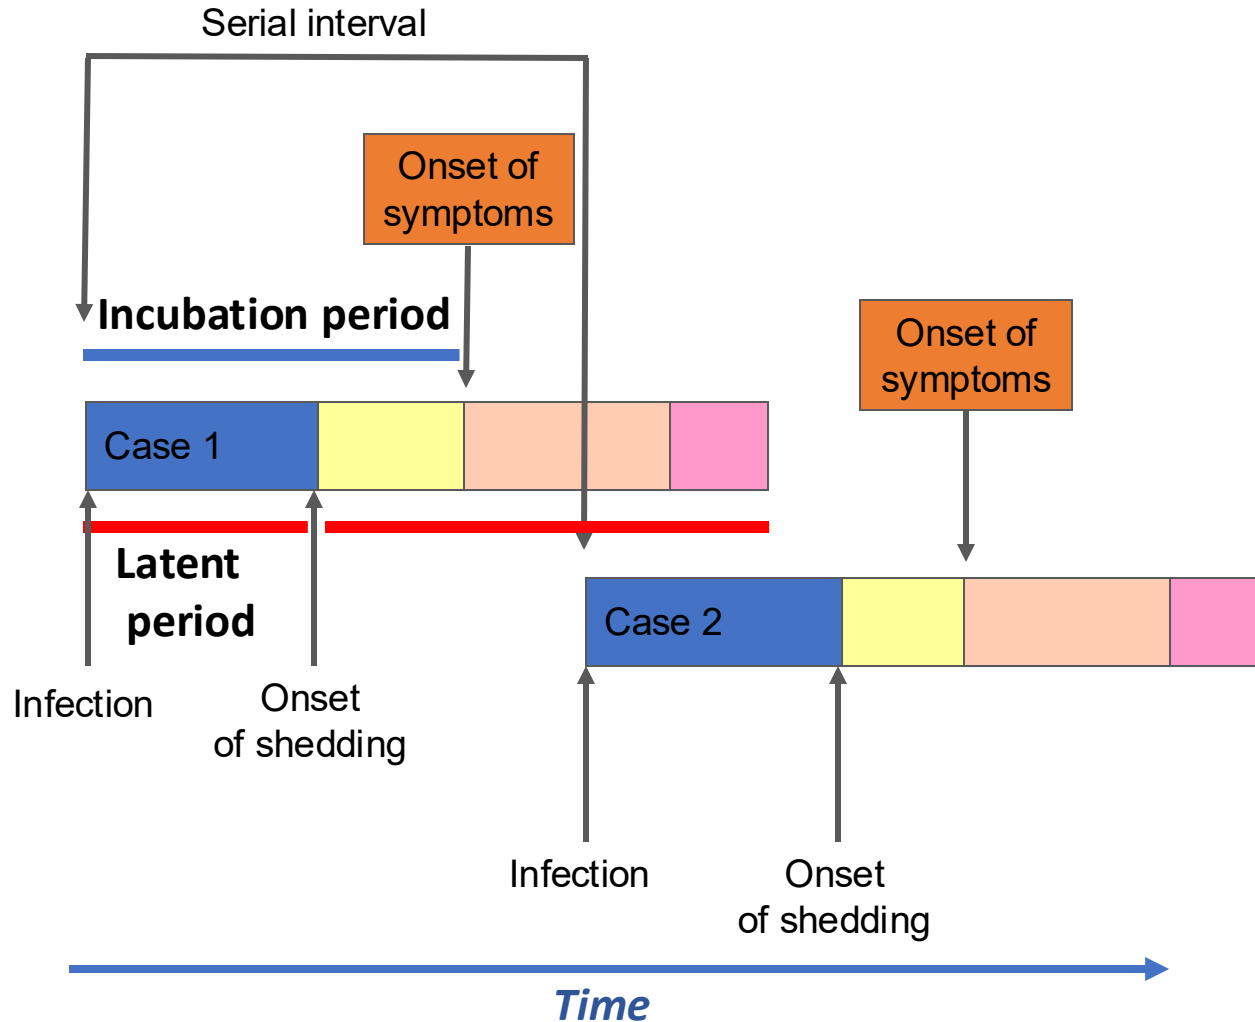 Serial interval
Onset of
symptoms
Incubation period
Onset of
symptoms
Case 1
Latent
period
Case 2
Infection
Onset
of shedding
Infection
Onset
of shedding
Time